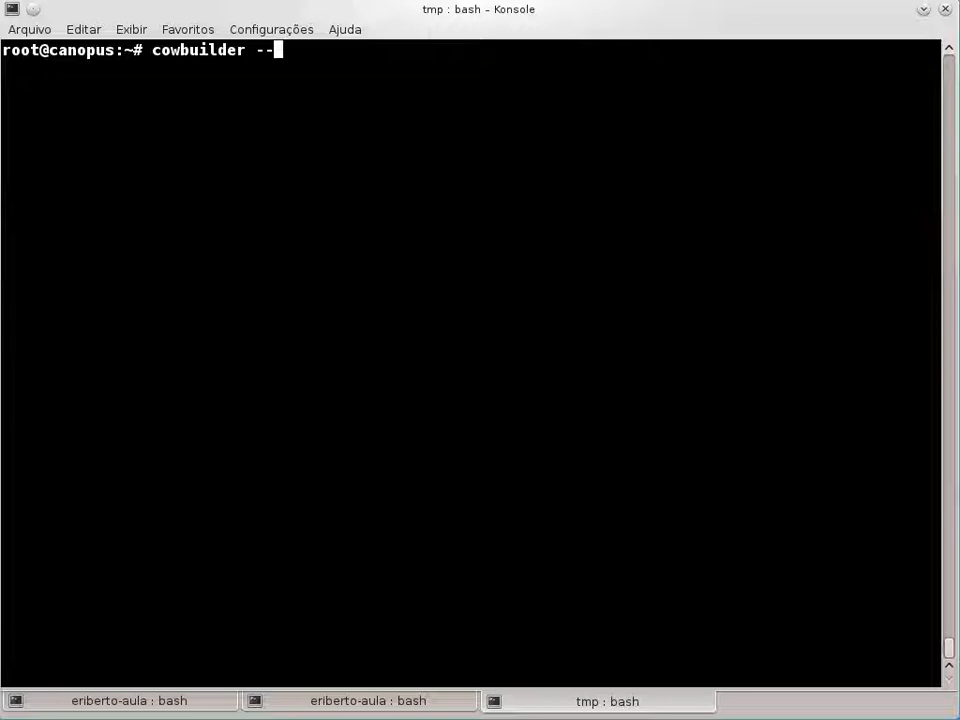 tmp : bash – Konsole
Arquivo Editar Exibir Favoritos Configurações Ajuda
root@canopus:~# cowbuilder --
eriberto-aula : bash eriberto-aula : bash tmp : bash